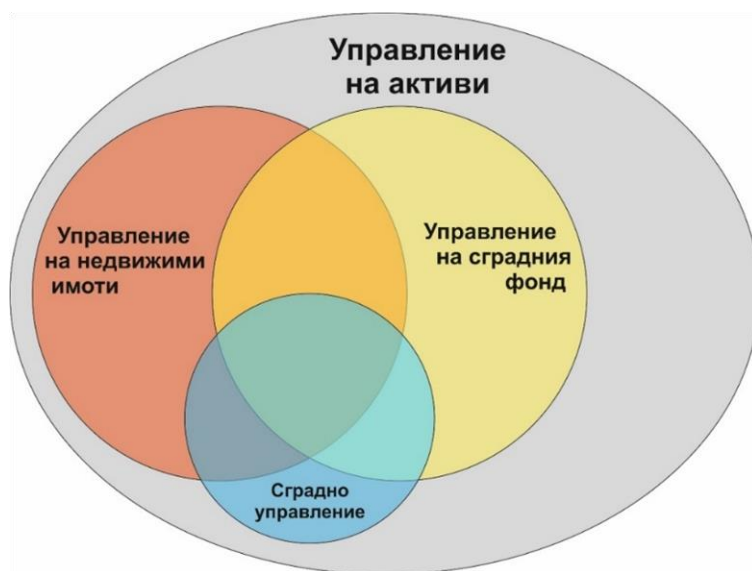 Управление
на активи
Управление
на недвижими
имоти
Управление
на сградния
фонд
Сградно
управление